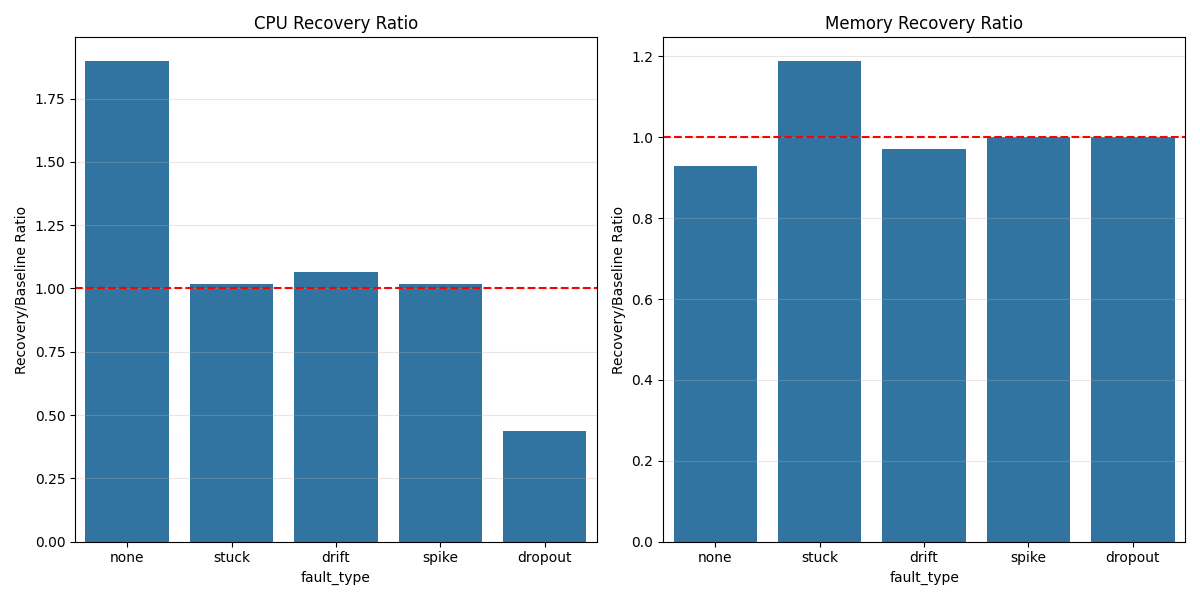 CPU Recovery Ratio
Recovery/Baseline Ratio
1.75
1.50
1.25
1.00
0.75
0.50
0.25
0.00
none stuck drift spike dropout
fault_type
Memory Recovery Ratio
Recovery/Baseline Ratio
1.2
1.0
0.8
0.6
0.4
0.2
0.0
none stuck drift spike dropout
fault_type